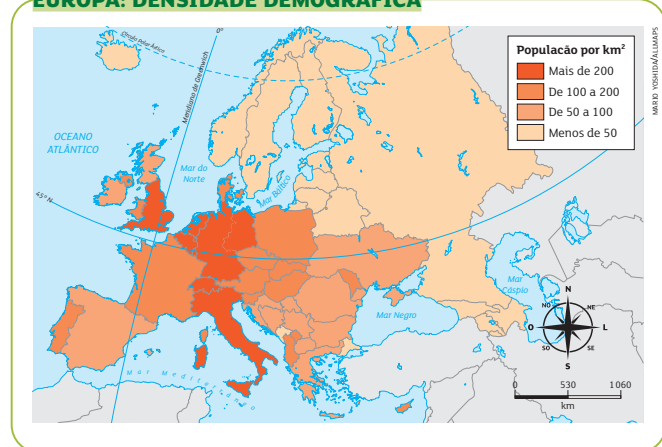 EUROPA: DENSIDADE DEMOGRÁFICA
Círculo Polar Ártico
0°
Meridiano de Greenwich
População por km²
Mais de 200
De 100 a 200
De 50 a 100
Menos de 50
MARIO YOSHIDA/ALLMAPS
OCEANO
ATLÂNTICO
Mar do
Norte
Mar Báltico
45° N
Mar
Cáspio
Mar Negro
Mar Mediterrâneo
N
NO
NE
O
L
SO
SE
S
0 530 1060
km